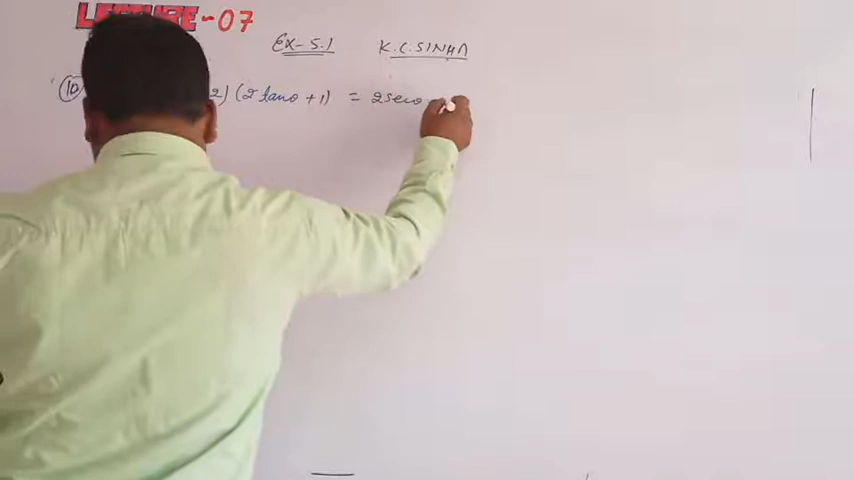 LECTURE-07
Ex-5.1 K.C.SINHA
10 2) (2 tanθ + 1) = 2secθ